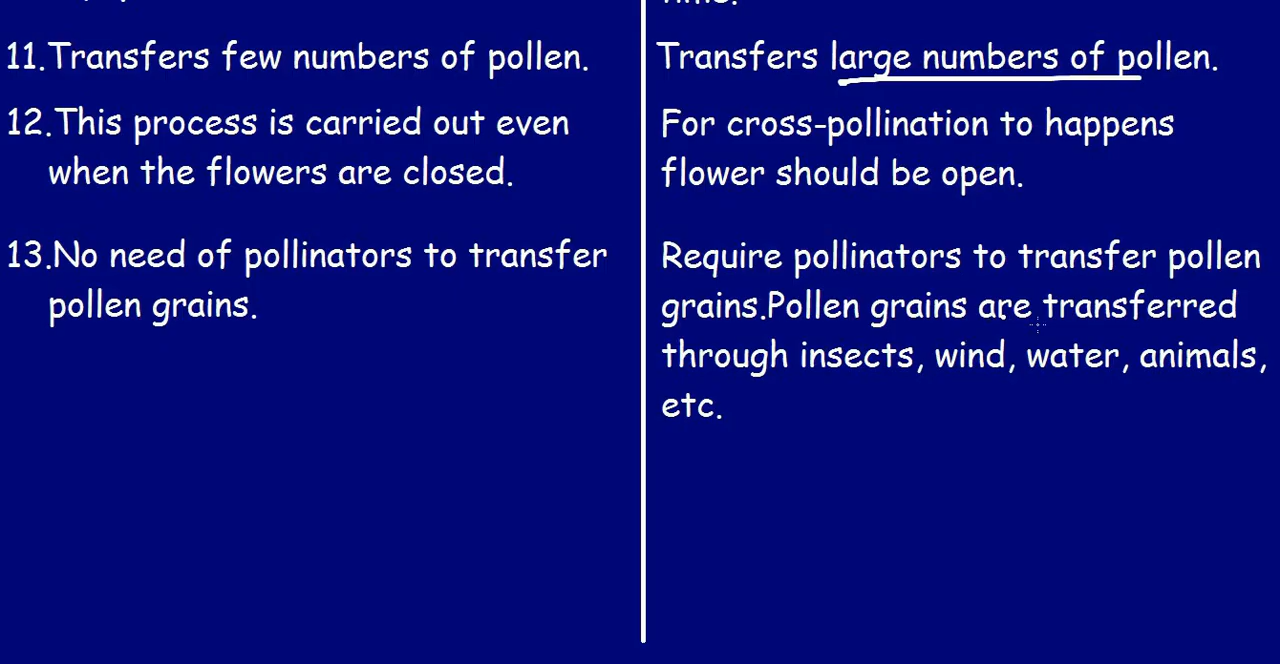 11.Transfers few numbers of pollen.
12.This process is carried out even
when the flowers are closed.
13.No need of pollinators to transfer
pollen grains.
Transfers large numbers of pollen.
For cross-pollination to happens
flower should be open.
Require pollinators to transfer pollen
grains.Pollen grains are transferred
through insects, wind, water, animals,
etc.